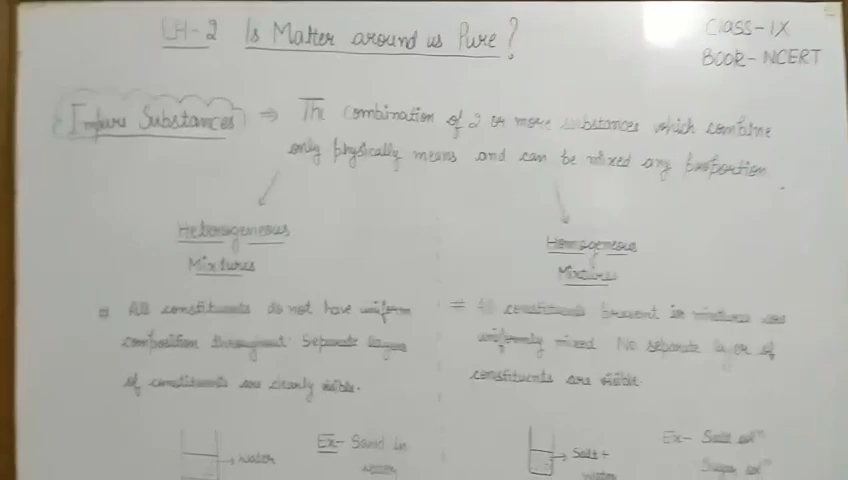 CH-2 Is Matter around us Pure?
Class-IX
Book-NCERT
Impure Substances ⇒ The combination of 2 or more substances which combine
only physically means and can be mixed any proportion.
Heterogeneous
Mixtures
All constituents do not have uniform
composition throughout. Separate layers
of constituents are clearly visible.
water
Ex- Sand in
water
Homogeneous
Mixtures
All constituents present in mixtures are
uniformly mixed. No separate layer of
constituents are visible.
Salt +
water
Ex- Salt solⁿ
Sugar solⁿ